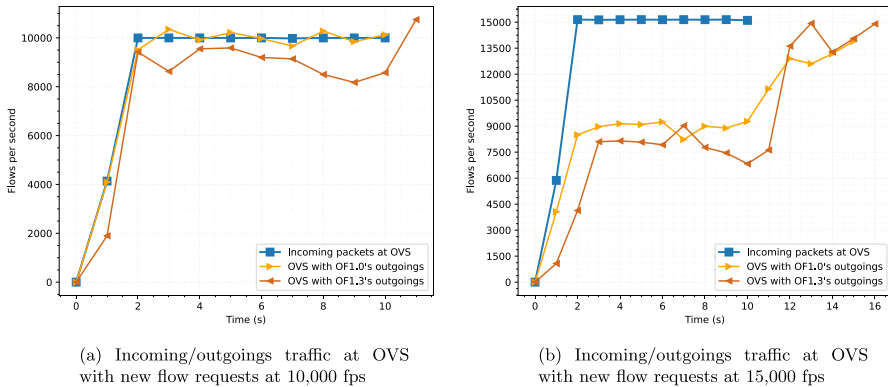 10000
8000
6000
4000
2000
0
Flows per second
0 2 4 6 8 10
Time (s)
Incoming packets at OVS
OVS with OF1.0's outgoings
OVS with OF1.3's outgoings
(a) Incoming/outgoings traffic at OVS
with new flow requests at 10,000 fps
15000
13500
12000
10500
9000
7500
6000
4500
3000
1500
0
Flows per second
0 2 4 6 8 10 12 14 16
Time (s)
Incoming packets at OVS
OVS with OF1.0's outgoings
OVS with OF1.3's outgoings
(b) Incoming/outgoings traffic at OVS
with new flow requests at 15,000 fps